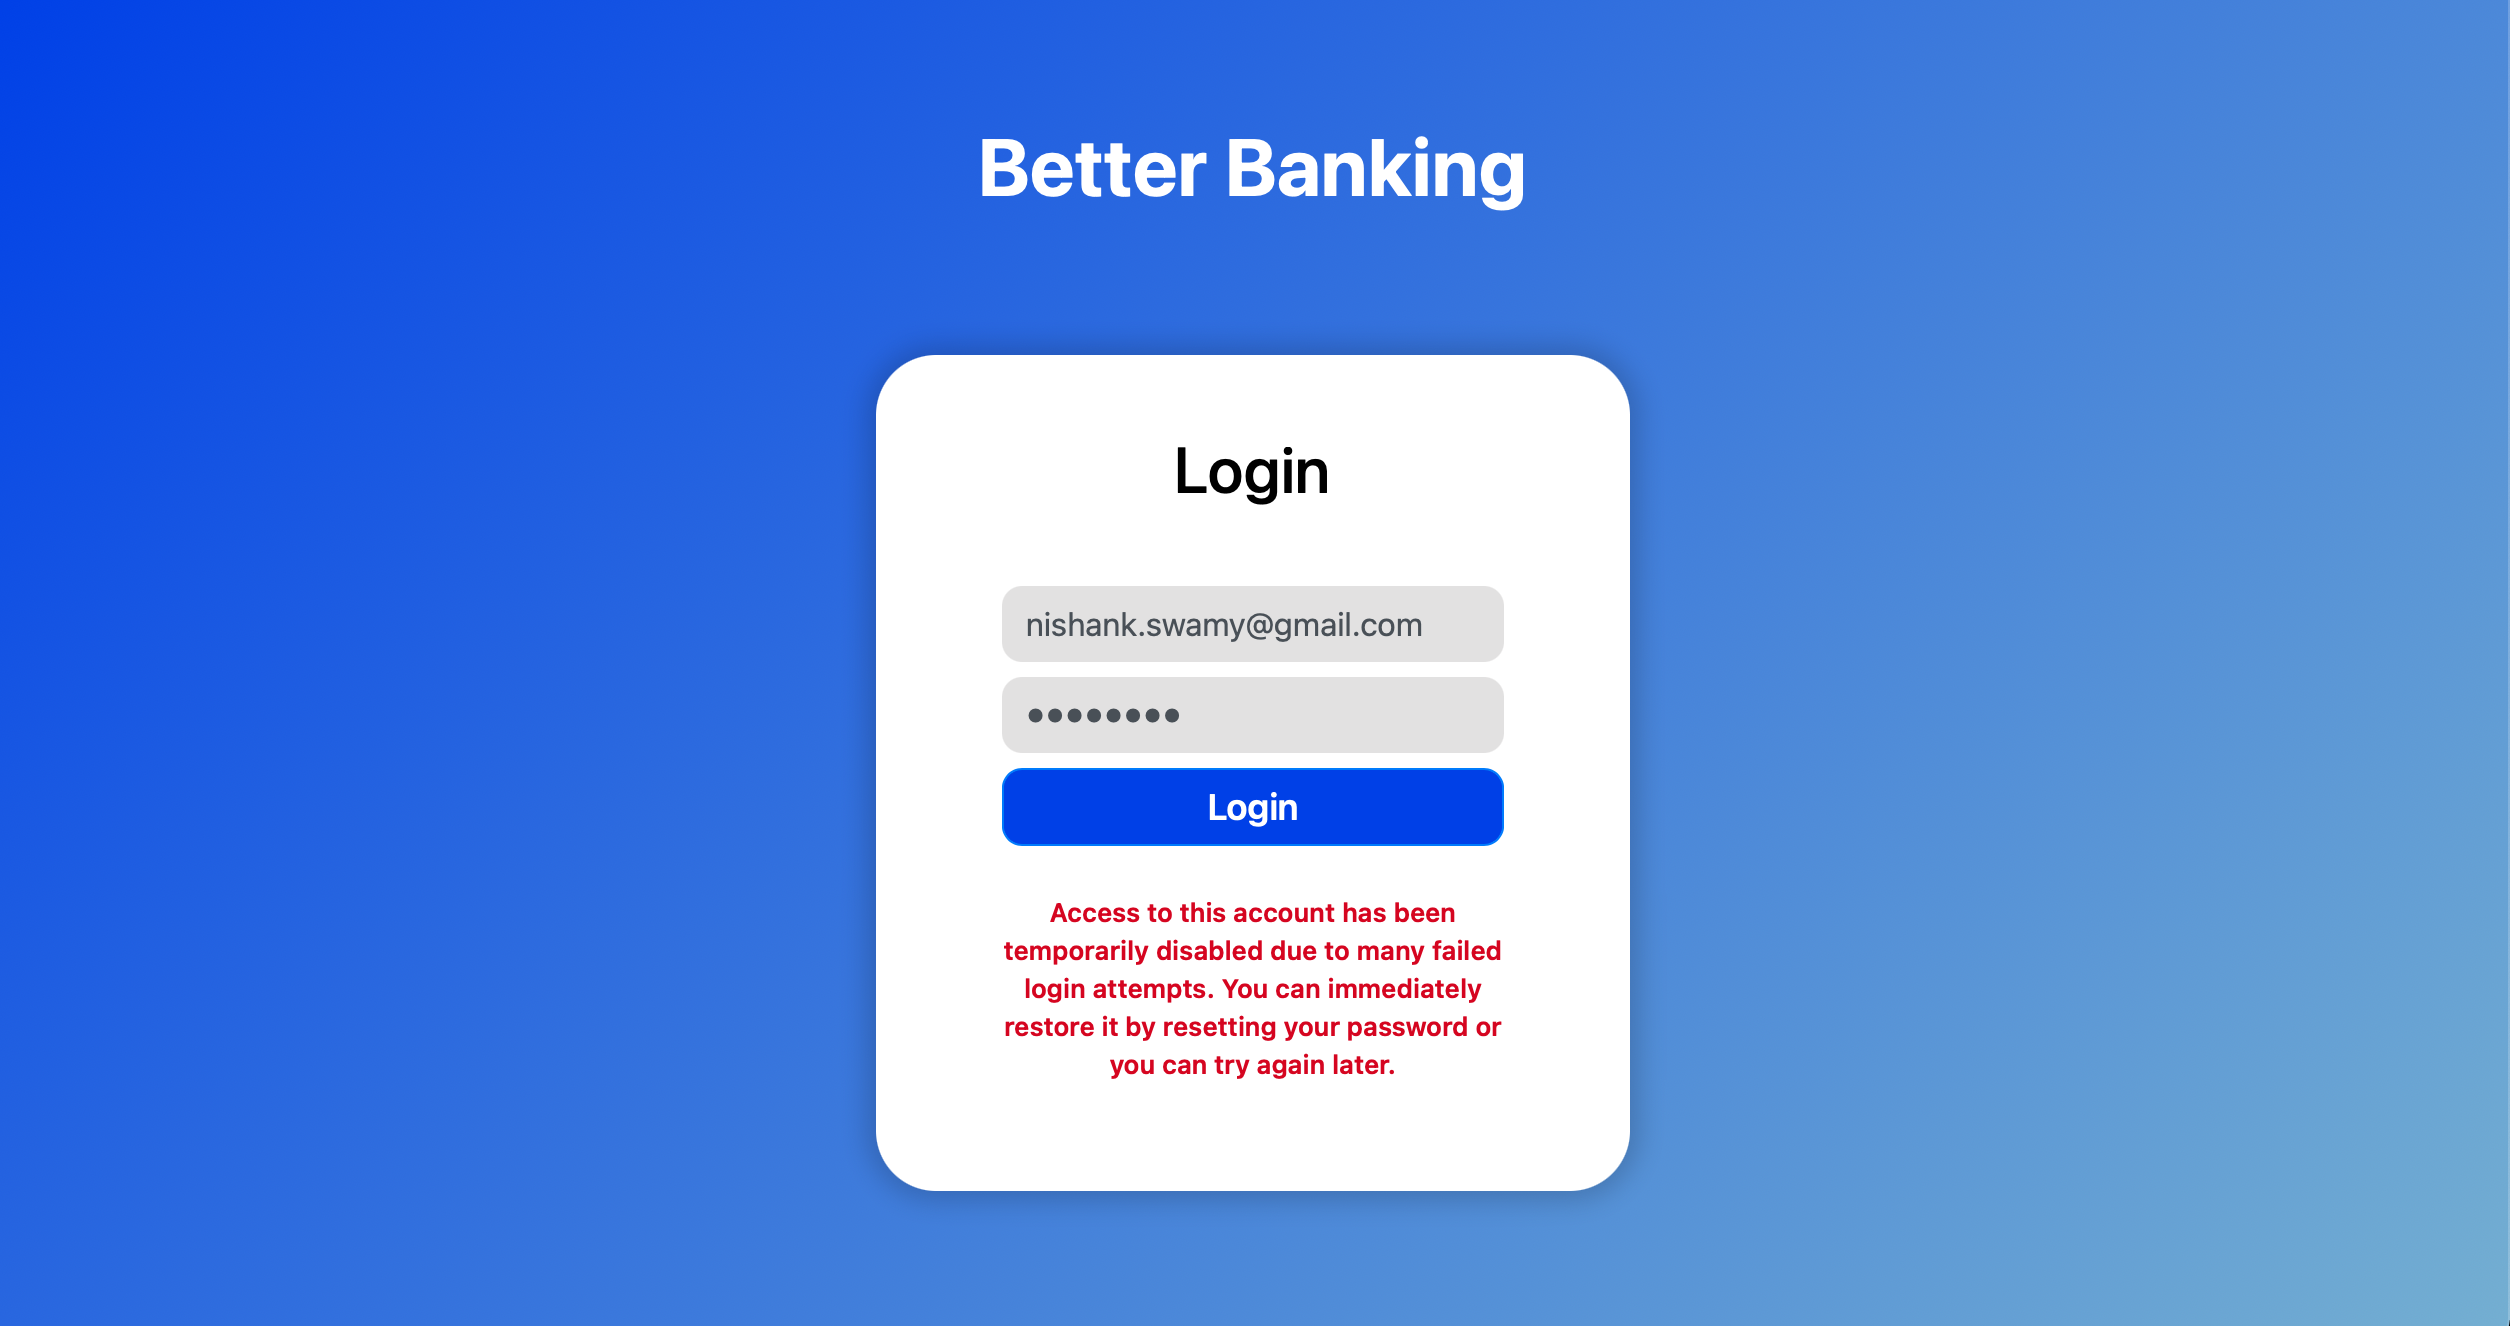 Better Banking
Login
nishank.swamy@gmail.com
••••••••
Login
Access to this account has been
temporarily disabled due to many failed
login attempts. You can immediately
restore it by resetting your password or
you can try again later.